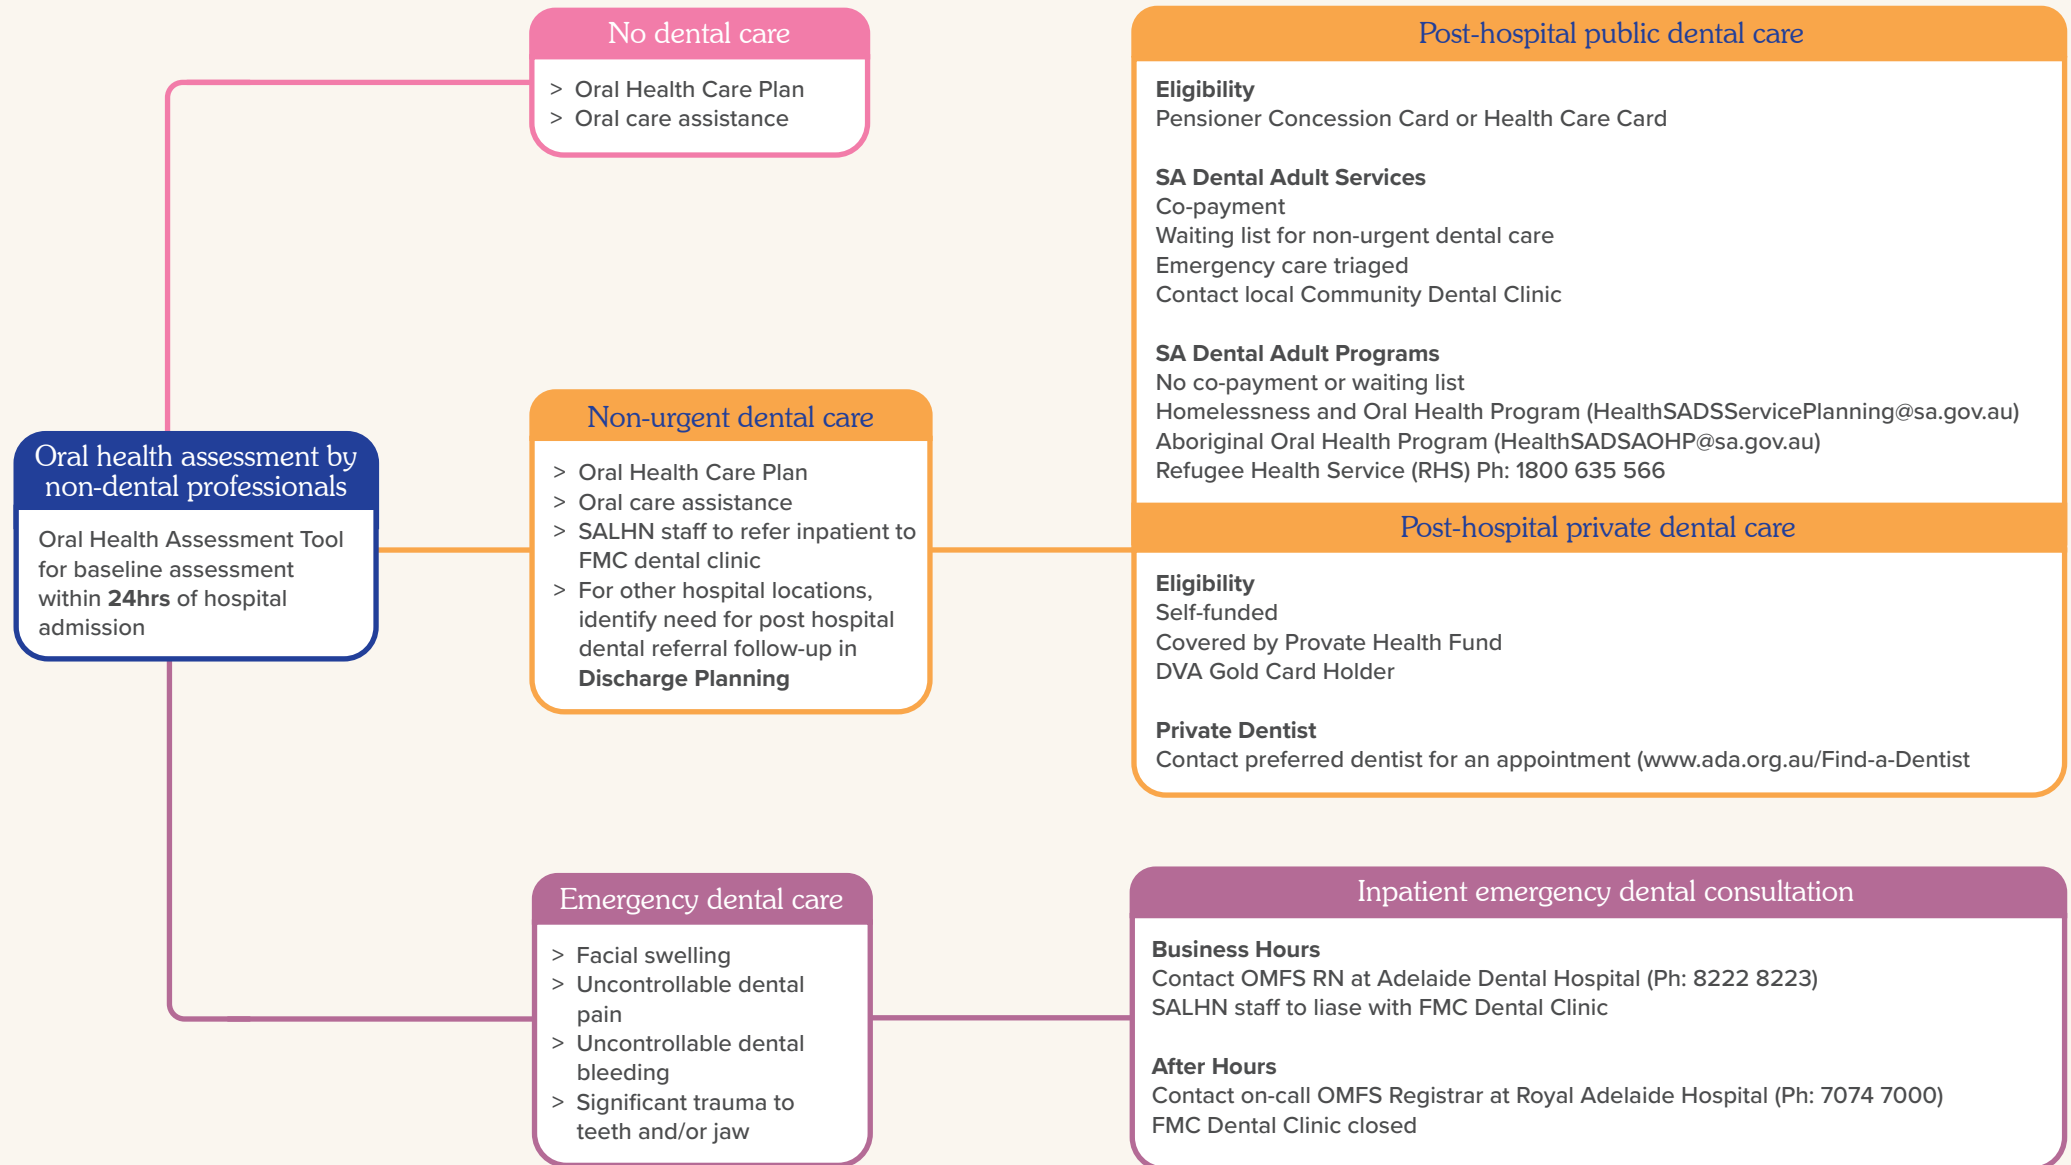 No dental care
> Oral Health Care Plan
> Oral care assistance
Oral health assessment by
non-dental professionals
Oral Health Assessment Tool
for baseline assessment
within 24hrs of hospital
admission
Non-urgent dental care
> Oral Health Care Plan
> Oral care assistance
> SALHN staff to refer inpatient to
FMC dental clinic
> For other hospital locations,
identify need for post hospital
dental referral follow-up in
Discharge Planning
Emergency dental care
> Facial swelling
> Uncontrollable dental
pain
> Uncontrollable dental
bleeding
> Significant trauma to
teeth and/or jaw
Post-hospital public dental care
Eligibility
Pensioner Concession Card or Health Care Card
SA Dental Adult Services
Co-payment
Waiting list for non-urgent dental care
Emergency care triaged
Contact local Community Dental Clinic
SA Dental Adult Programs
No co-payment or waiting list
Homelessness and Oral Health Program (HealthSADSServicePlanning@sa.gov.au)
Aboriginal Oral Health Program (HealthSADSAOHP@sa.gov.au)
Refugee Health Service (RHS) Ph: 1800 635 566
Post-hospital private dental care
Eligibility
Self-funded
Covered by Provate Health Fund
DVA Gold Card Holder
Private Dentist
Contact preferred dentist for an appointment (www.ada.org.au/Find-a-Dentist
Inpatient emergency dental consultation
Business Hours
Contact OMFS RN at Adelaide Dental Hospital (Ph: 8222 8223)
SALHN staff to liase with FMC Dental Clinic
After Hours
Contact on-call OMFS Registrar at Royal Adelaide Hospital (Ph: 7074 7000)
FMC Dental Clinic closed